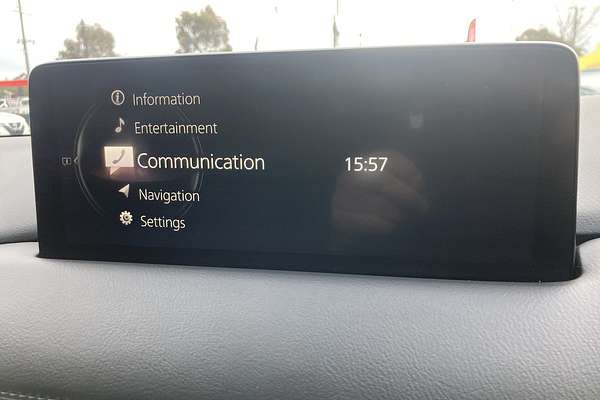 Information
Entertainment
Communication
15:57
Navigation
Settings